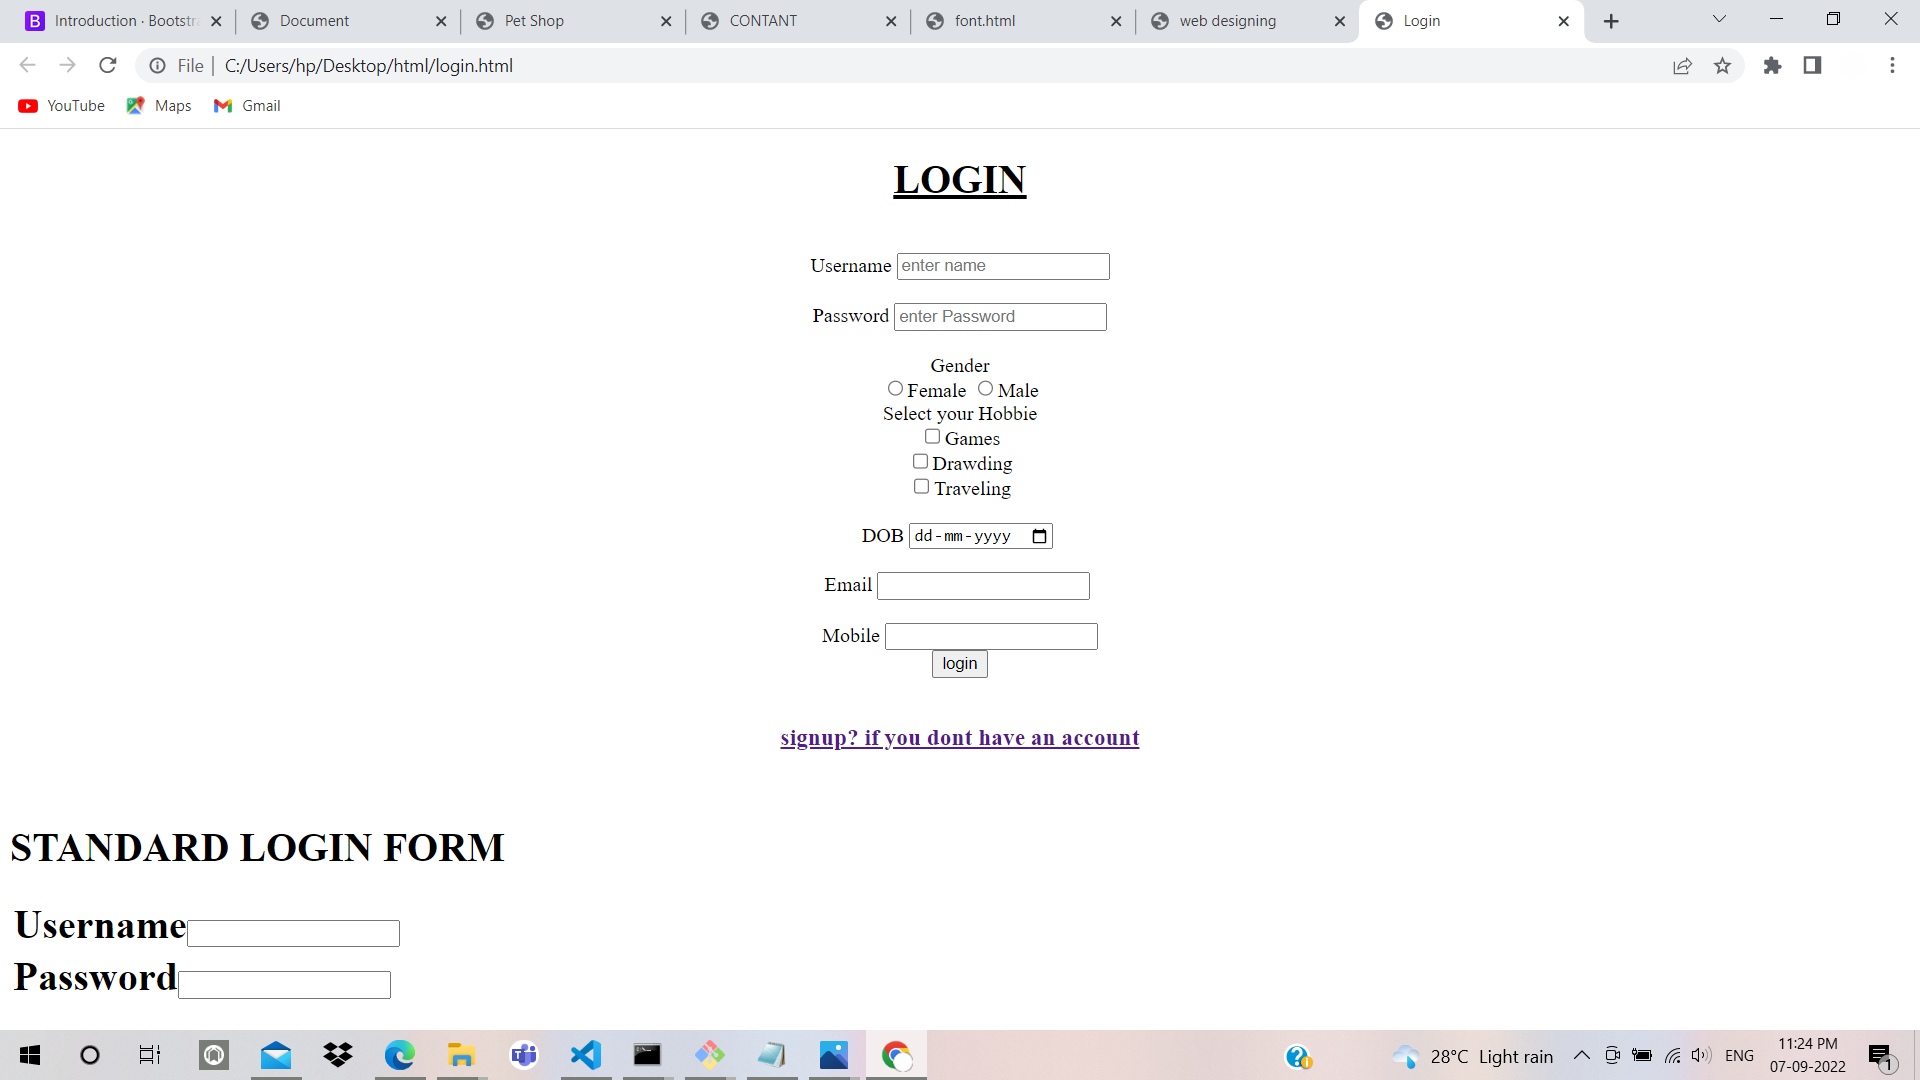 Introduction · Bootstra
Document
Pet Shop
CONTANT
font.html
web designing
Login
File | C:/Users/hp/Desktop/html/login.html
YouTube
Maps
Gmail
LOGIN
Username enter name
Password enter Password
Gender
Female Male
Select your Hobbie
Games
Drawding
Traveling
DOB dd-mm-yyyy
Email
Mobile
login
signup? if you dont have an account
STANDARD LOGIN FORM
Username
Password
28°C Light rain
ENG
11:24 PM
07-09-2022
1